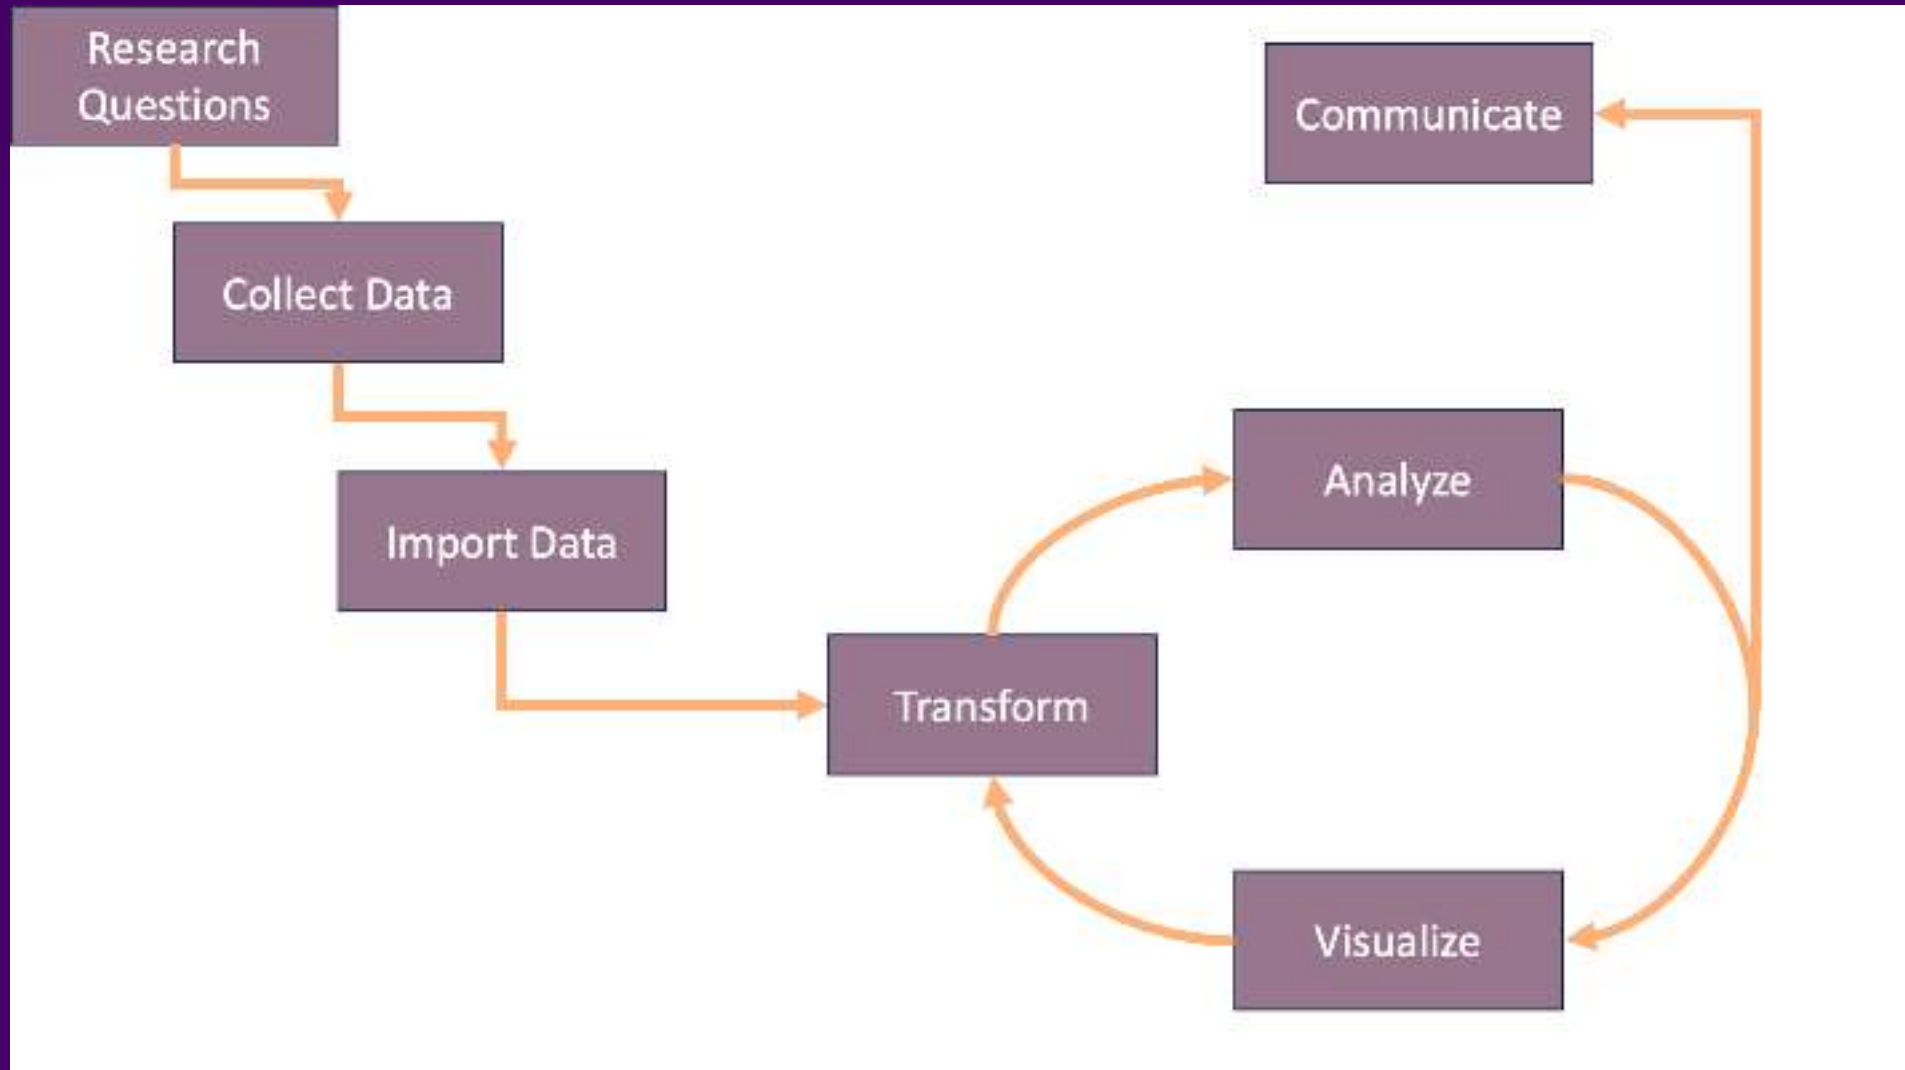 Research
Questions
Communicate
Collect Data
Analyze
Import Data
Transform
Visualize